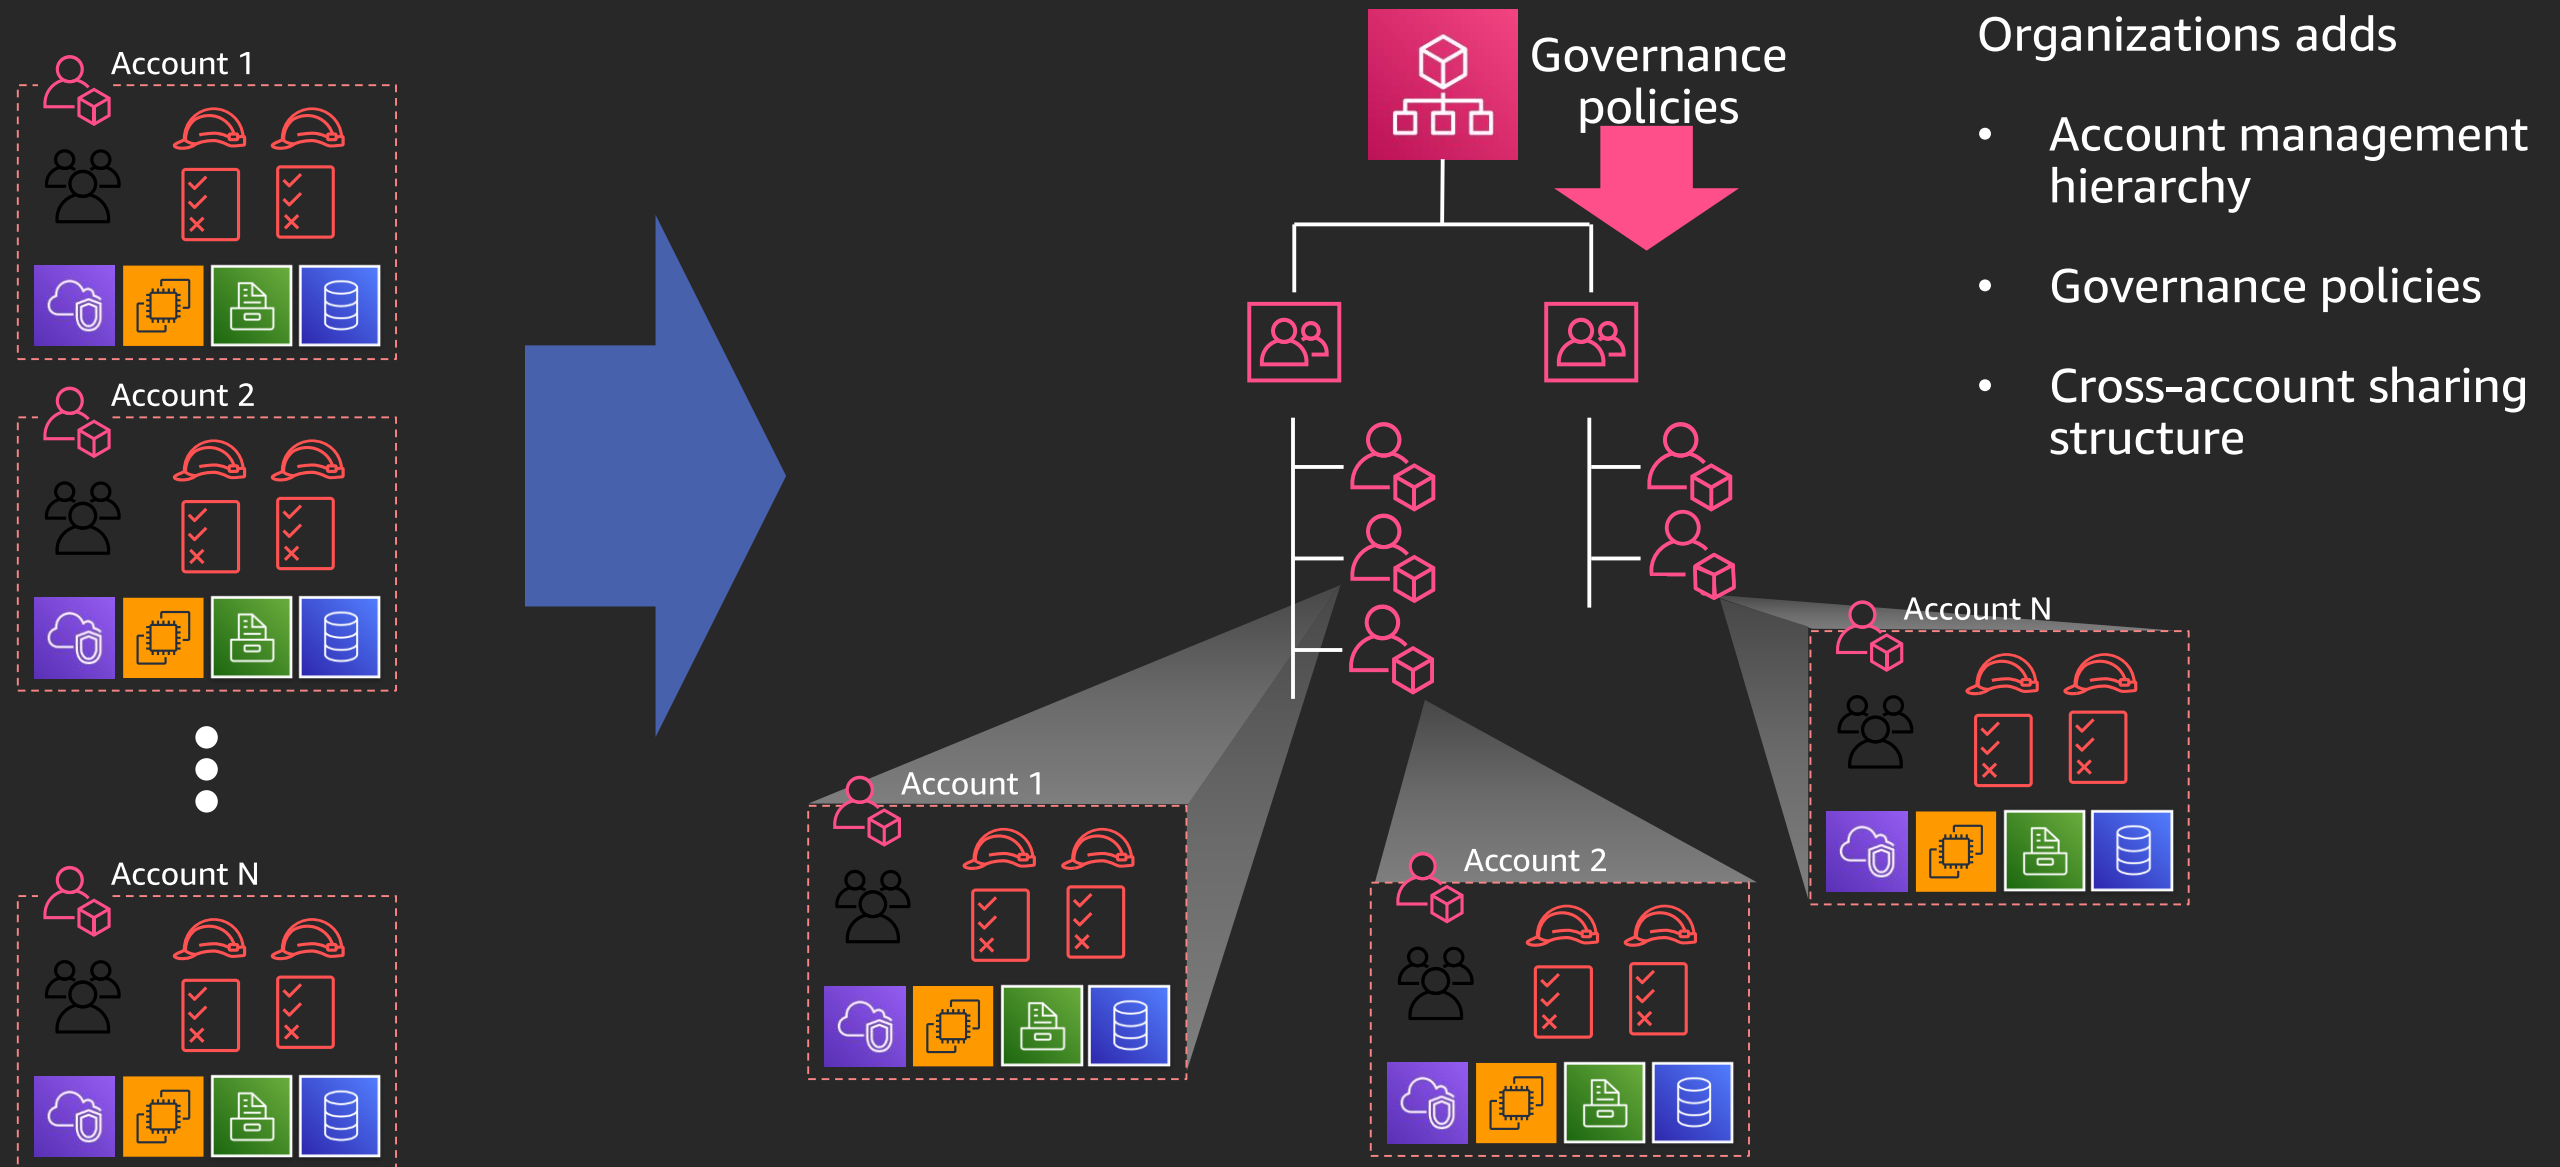 Account 1
Account 2
Account N
Governance
policies
Account 1
Account 2
Account N
Organizations adds
• Account management
hierarchy
• Governance policies
• Cross-account sharing
structure